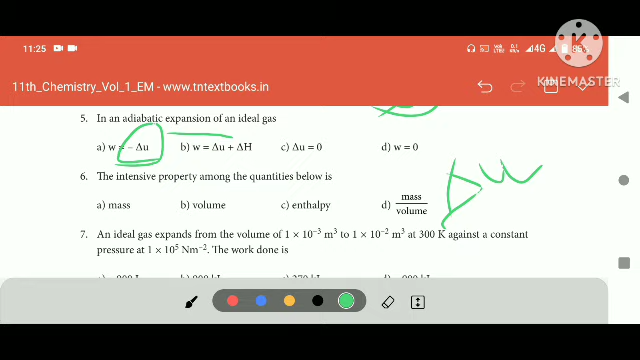 11:25
4G 85%
KINEMASTER
11th_Chemistry_Vol_1_EM - www.tntextbooks.in
5. In an adiabatic expansion of an ideal gas
a) w = – Δu b) w = Δu + ΔH c) Δu = 0 d) w = 0
Δu
6. The intensive property among the quantities below is
a) mass b) volume c) enthalpy d) mass/volume
7. An ideal gas expands from the volume of 1 × 10⁻³ m³ to 1 × 10⁻² m³ at 300 K against a constant
pressure at 1 × 10⁵ Nm⁻². The work done is